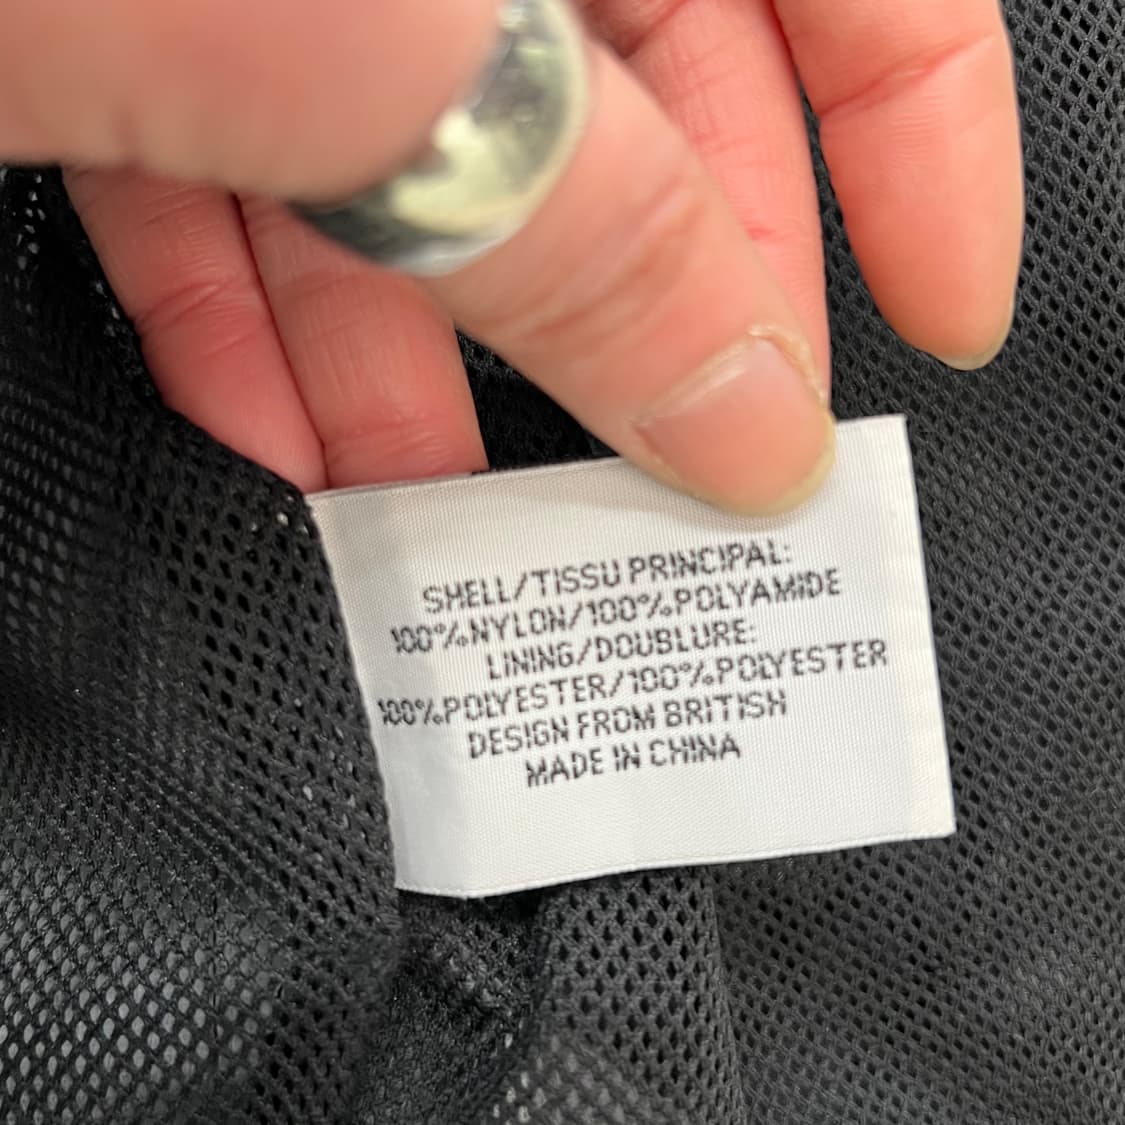 SHELL/TISSU PRINCIPAL:
100%NYLON/100%POLYAMIDE
LINING/DOUBLURE:
100%POLYESTER/100%POLYESTER
DESIGN FROM BRITISH
MADE IN CHINA